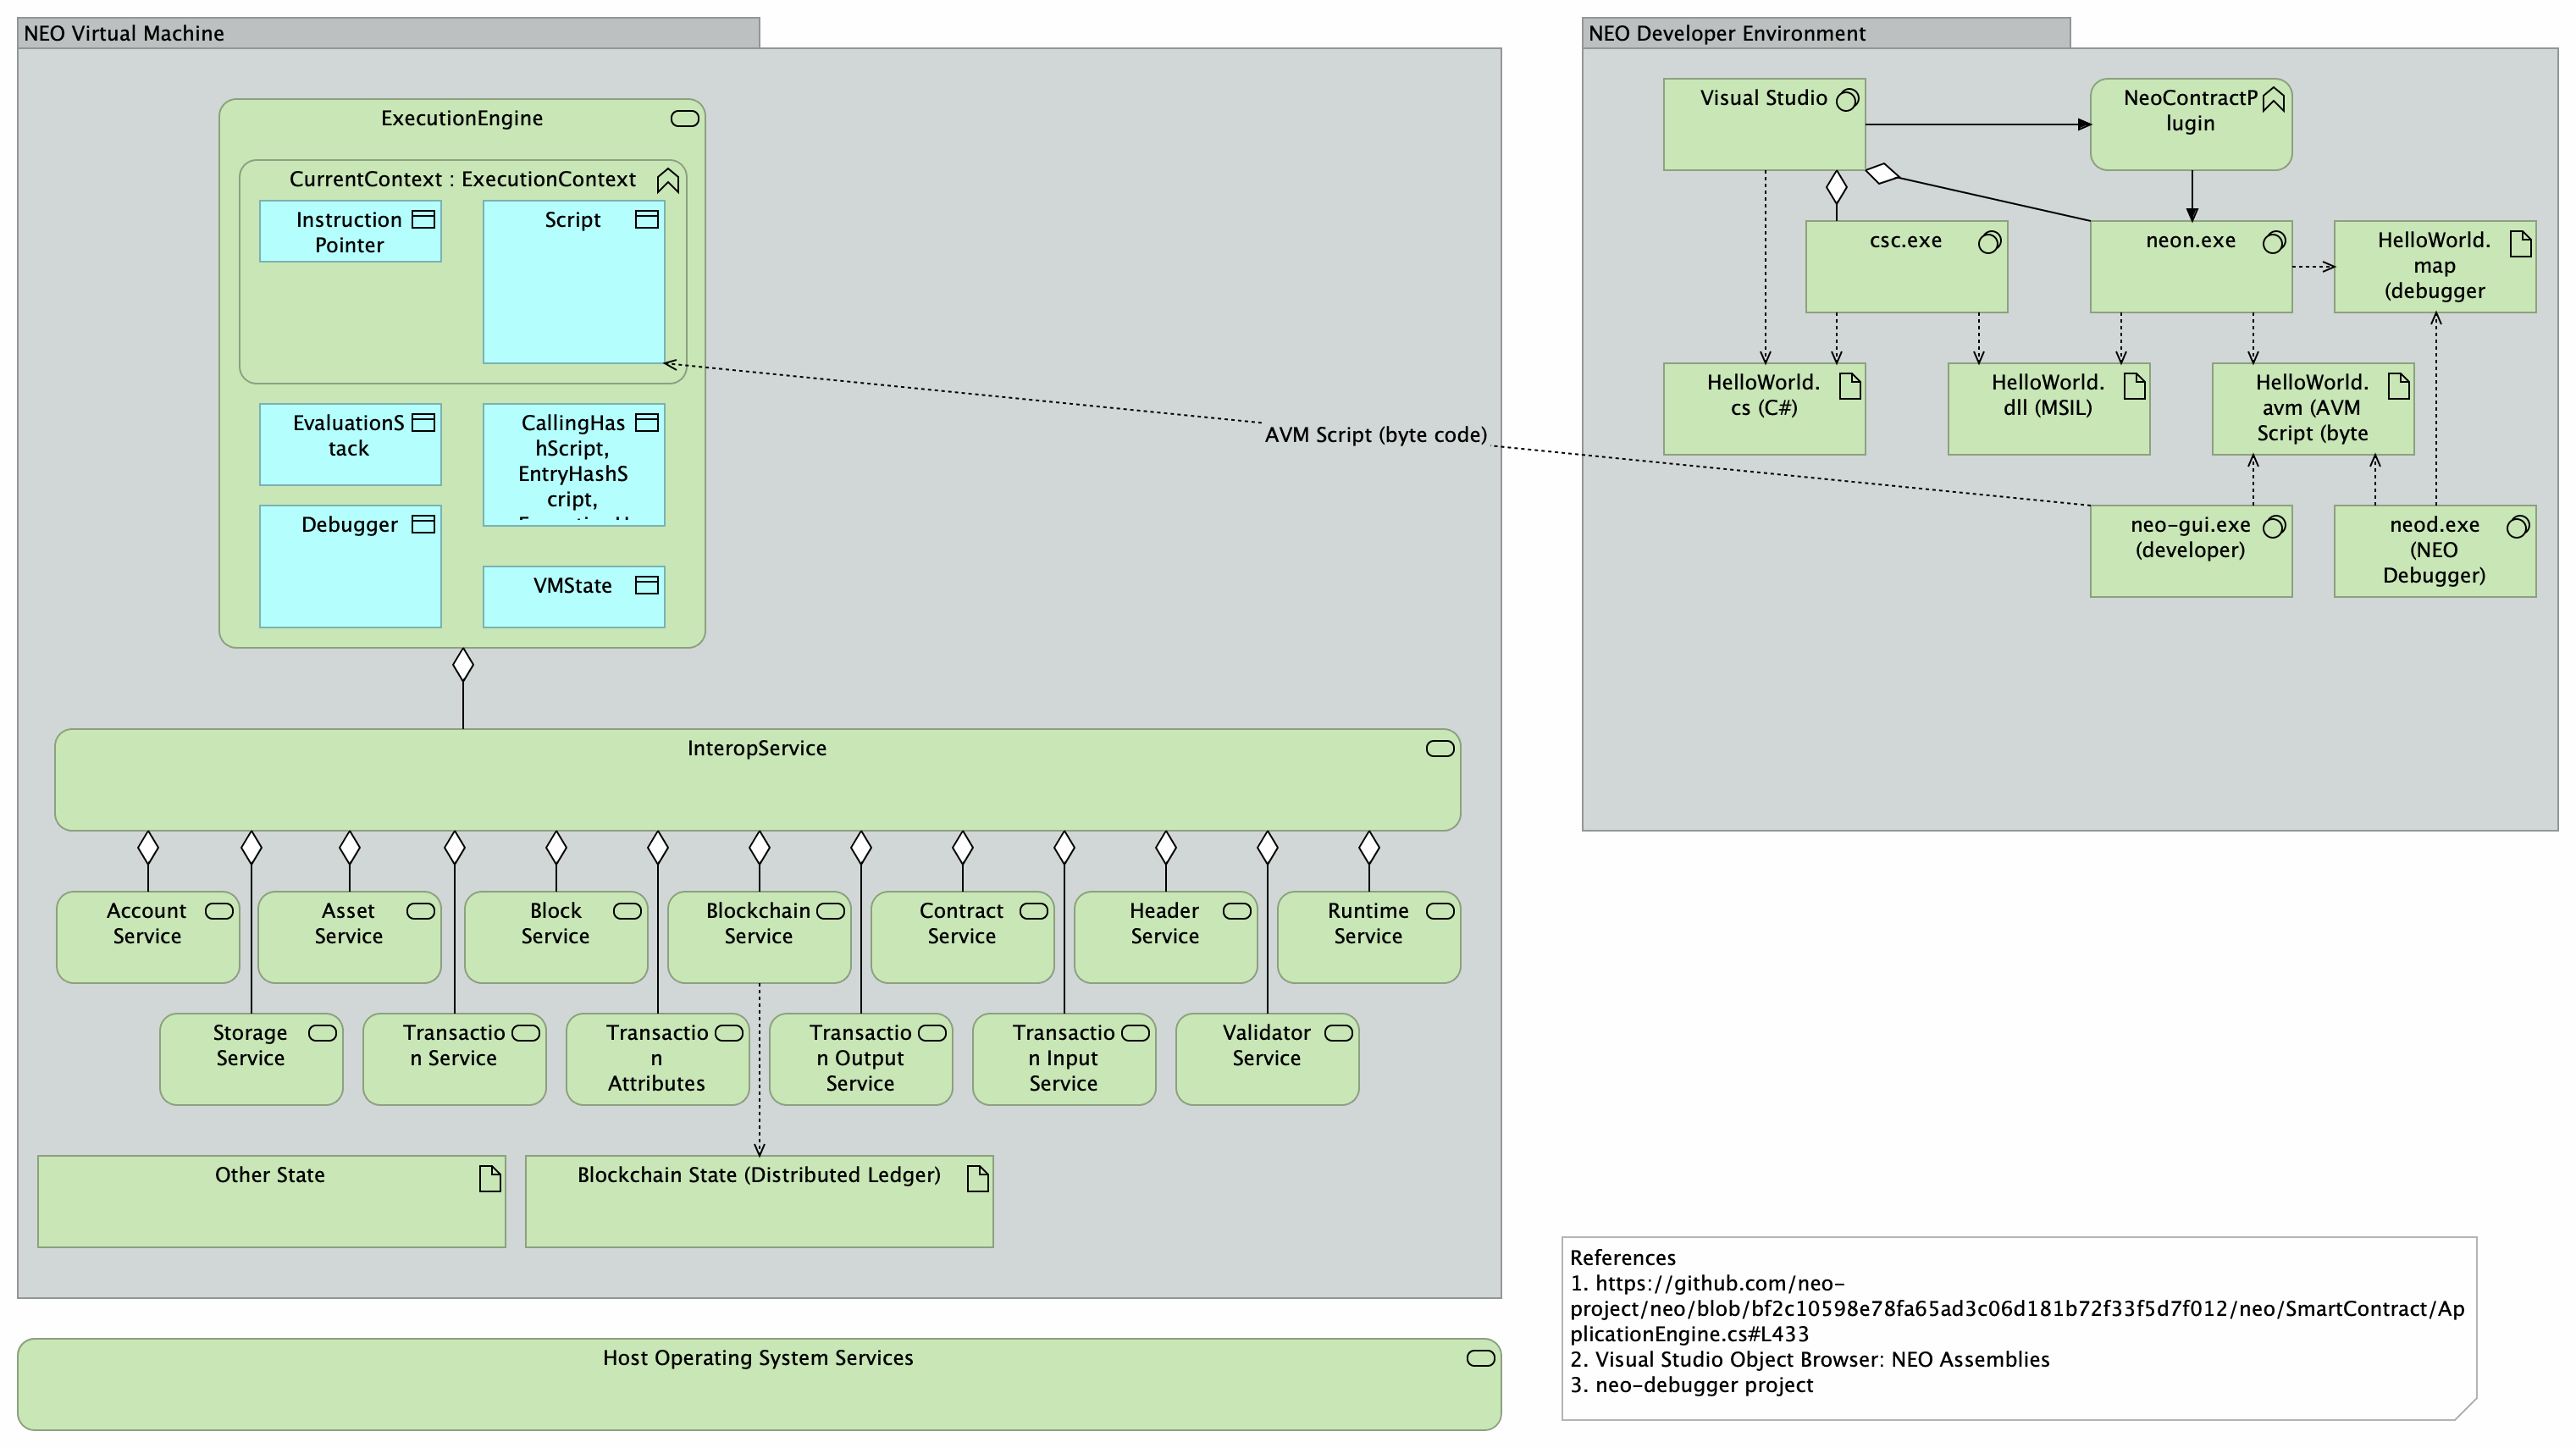 NEO Virtual Machine
ExecutionEngine
CurrentContext : ExecutionContext
Instruction
Pointer
Script
EvaluationS
tack
CallingHas
hScript,
EntryHashS
cript,
Debugger
VMState
AVM Script (byte code)
InteropService
Account
Service
Asset
Service
Block
Service
Blockchain
Service
Contract
Service
Header
Service
Runtime
Service
Storage
Service
Transactio
n Service
Transactio
n
Attributes
Transactio
n Output
Service
Transactio
n Input
Service
Validator
Service
Other State
Blockchain State (Distributed Ledger)
Host Operating System Services
NEO Developer Environment
Visual Studio
NeoContractP
lugin
csc.exe
neon.exe
HelloWorld.
map
(debugger
HelloWorld.
cs (C#)
HelloWorld.
dll (MSIL)
HelloWorld.
avm (AVM
Script (byte
neo-gui.exe
(developer)
neod.exe
(NEO
Debugger)
References
1. https://github.com/neo-
project/neo/blob/bf2c10598e78fa65ad3c06d181b72f33f5d7f012/neo/SmartContract/Ap
plicationEngine.cs#L433
2. Visual Studio Object Browser: NEO Assemblies
3. neo-debugger project